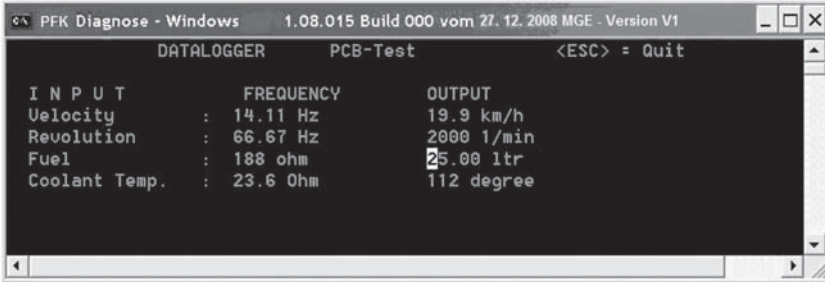 PFK Diagnose - Windows 1.08.015 Build 000 vom 27. 12. 2008 MGE - Version V1
DATALOGGER PCB-Test <ESC> = Quit
I N P U T FREQUENCY OUTPUT
Velocity : 14.11 Hz 19.9 km/h
Revolution : 66.67 Hz 2000 1/min
Fuel : 188 ohm 25.00 ltr
Coolant Temp. : 23.6 Ohm 112 degree